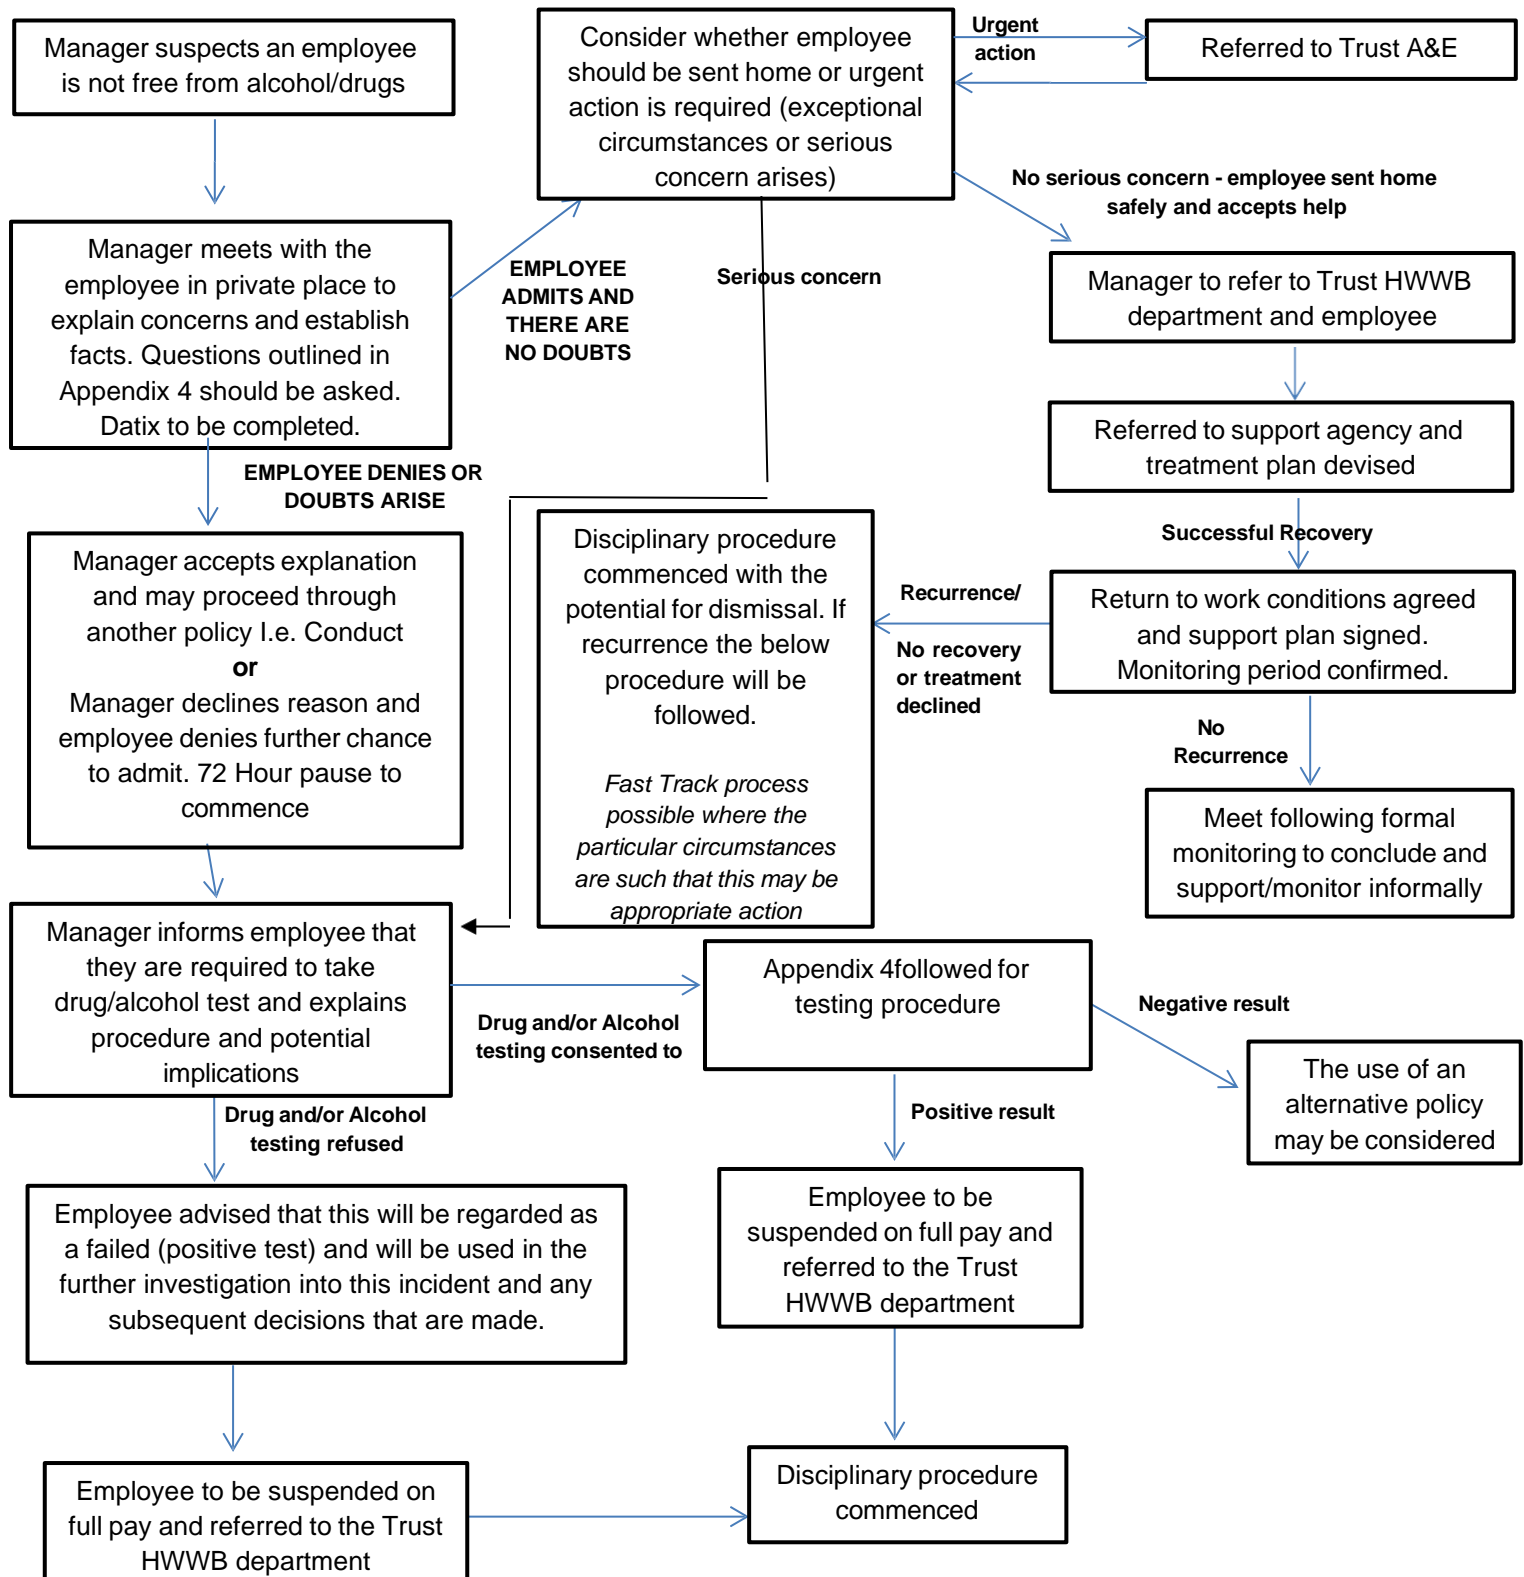 Manager suspects an employee
is not free from alcohol/drugs
Consider whether employee
should be sent home or urgent
action is required (exceptional
circumstances or serious
concern arises)
Urgent
action
Referred to Trust A&E
No serious concern - employee sent home
safely and accepts help
Manager meets with the
employee in private place to
explain concerns and establish
facts. Questions outlined in
Appendix 4 should be asked.
Datix to be completed.
EMPLOYEE
ADMITS AND
THERE ARE
NO DOUBTS
Serious concern
Manager to refer to Trust HWWB
department and employee
Referred to support agency and
treatment plan devised
EMPLOYEE DENIES OR
DOUBTS ARISE
Successful Recovery
Manager accepts explanation
and may proceed through
another policy I.e. Conduct
or
Manager declines reason and
employee denies further chance
to admit. 72 Hour pause to
commence
Disciplinary procedure
commenced with the
potential for dismissal. If
recurrence the below
procedure will be
followed.
Fast Track process
possible where the
particular circumstances
are such that this may be
appropriate action
Recurrence/
No recovery
or treatment
declined
Return to work conditions agreed
and support plan signed.
Monitoring period confirmed.
No
Recurrence
Meet following formal
monitoring to conclude and
support/monitor informally
Manager informs employee that
they are required to take
drug/alcohol test and explains
procedure and potential
implications
Drug and/or Alcohol
testing consented to
Appendix 4followed for
testing procedure
Negative result
The use of an
alternative policy
may be considered
Drug and/or Alcohol
testing refused
Positive result
Employee advised that this will be regarded as
a failed (positive test) and will be used in the
further investigation into this incident and any
subsequent decisions that are made.
Employee to be
suspended on full pay and
referred to the Trust
HWWB department
Employee to be suspended on
full pay and referred to the Trust
HWWB department
Disciplinary procedure
commenced